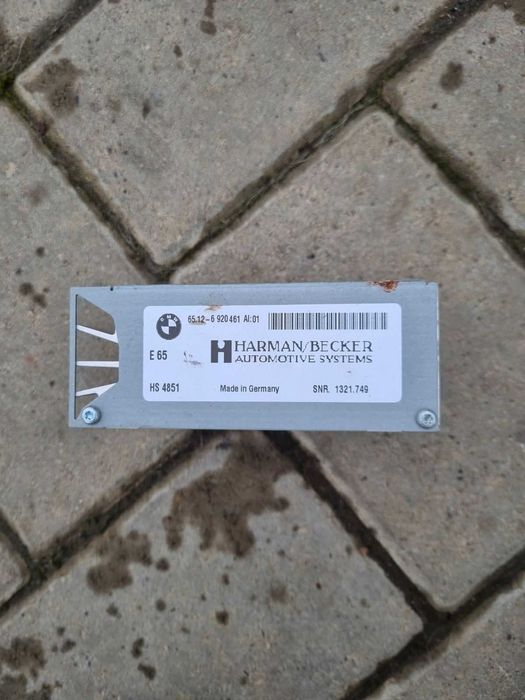 BMW
65.12-6 920 461 AI:01
E 65
HARMAN/BECKER
AUTOMOTIVE SYSTEMS
HS 4851 Made in Germany SNR. 1321.749